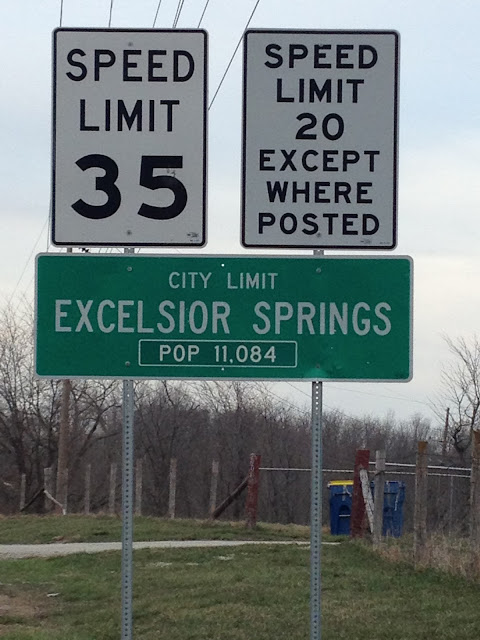 SPEED
LIMIT
35
SPEED
LIMIT
20
EXCEPT
WHERE
POSTED
CITY LIMIT
EXCELSIOR SPRINGS
POP 11,084